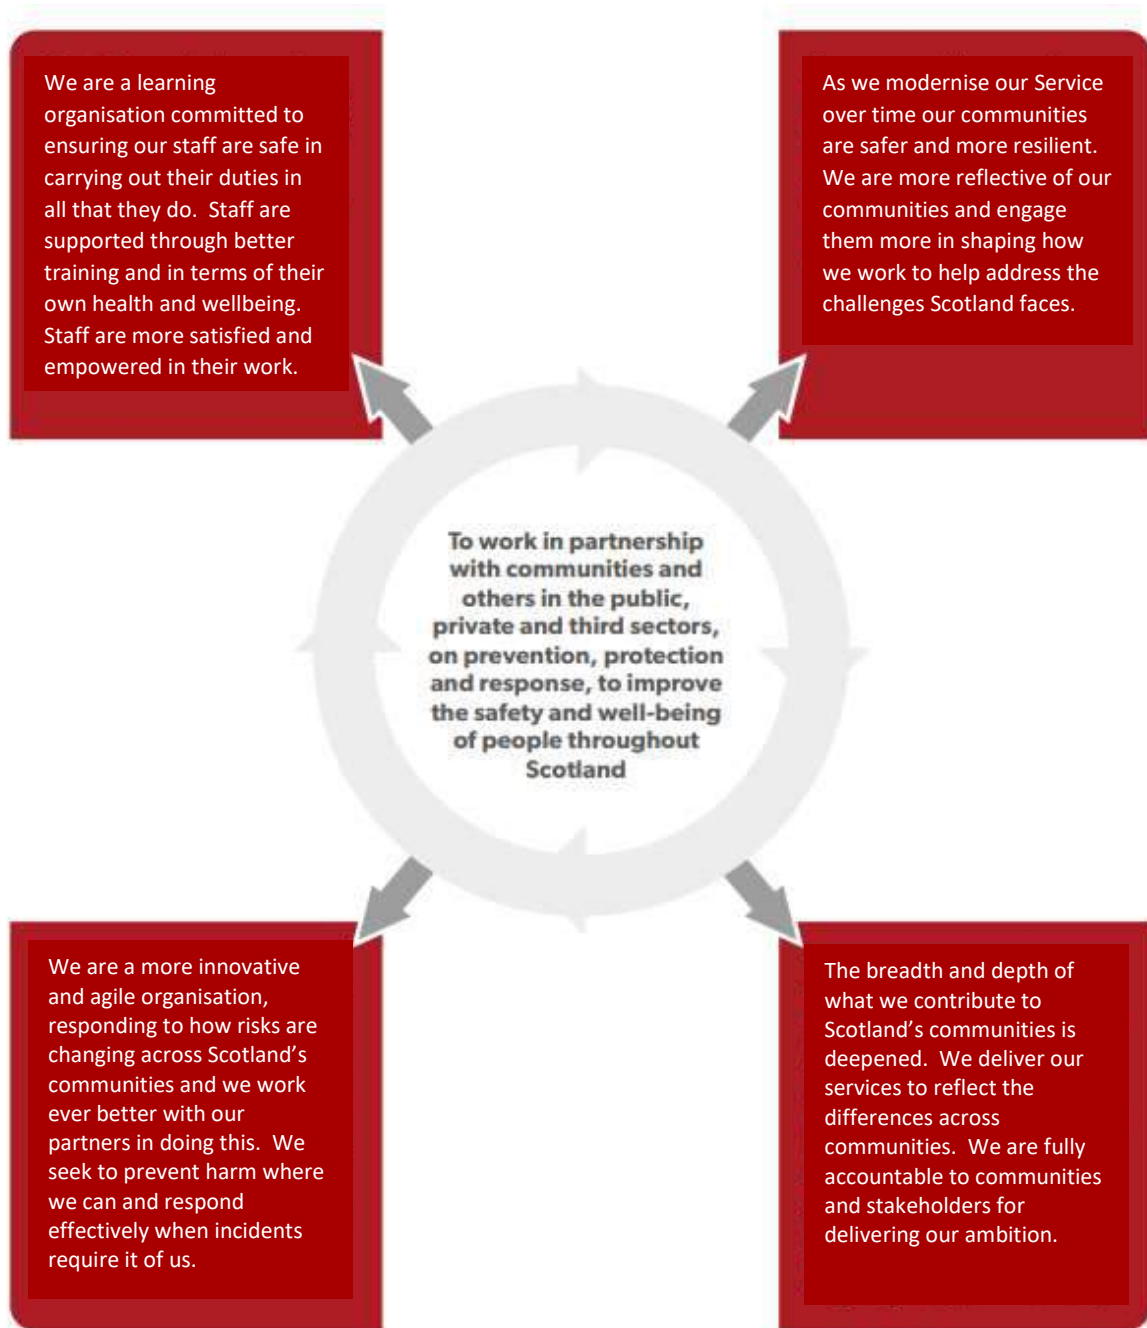 We are a learning
organisation committed to
ensuring our staff are safe in
carrying out their duties in
all that they do.  Staff are
supported through better
training and in terms of their
own health and wellbeing.
Staff are more satisfied and
empowered in their work.
As we modernise our Service
over time our communities
are safer and more resilient.
We are more reflective of our
communities and engage
them more in shaping how
we work to help address the
challenges Scotland faces.
To work in partnership
with communities and
others in the public,
private and third sectors,
on prevention, protection
and response, to improve
the safety and well-being
of people throughout
Scotland
We are a more innovative
and agile organisation,
responding to how risks are
changing across Scotland’s
communities and we work
ever better with our
partners in doing this.  We
seek to prevent harm where
we can and respond
effectively when incidents
require it of us.
The breadth and depth of
what we contribute to
Scotland’s communities is
deepened.  We deliver our
services to reflect the
differences across
communities.  We are fully
accountable to communities
and stakeholders for
delivering our ambition.